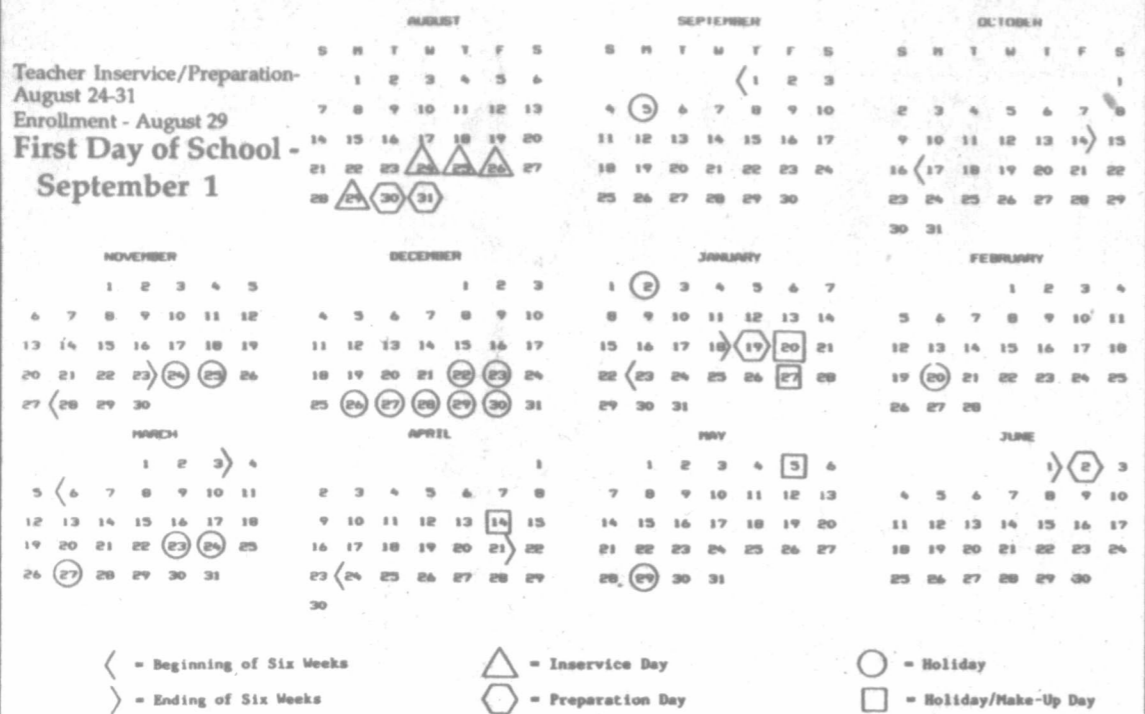 Teacher Inservice/Preparation-
August 24-31
Enrollment - August 29
First Day of School -
September 1
AUGUST
S M T W T F S
1 2 3 4 5 6
7 8 9 10 11 12 13
14 15 16 17 18 19 20
21 22 23 24 25 26 27
28 29 30 31
SEPTEMBER
S M T W T F S
1 2 3
4 5 6 7 8 9 10
11 12 13 14 15 16 17
18 19 20 21 22 23 24
25 26 27 28 29 30
OCTOBER
S M T W T F S
1
2 3 4 5 6 7 8
9 10 11 12 13 14 15
16 17 18 19 20 21 22
23 24 25 26 27 28 29
30 31
NOVEMBER
1 2 3 4 5
6 7 8 9 10 11 12
13 14 15 16 17 18 19
20 21 22 23 24 25 26
27 28 29 30
DECEMBER
1 2 3
4 5 6 7 8 9 10
11 12 13 14 15 16 17
18 19 20 21 22 23 24
25 26 27 28 29 30 31
JANUARY
1 2 3 4 5 6 7
8 9 10 11 12 13 14
15 16 17 18 19 20 21
22 23 24 25 26 27 28
29 30 31
FEBRUARY
1 2 3 4
5 6 7 8 9 10 11
12 13 14 15 16 17 18
19 20 21 22 23 24 25
26 27 28
MARCH
1 2 3 4
5 6 7 8 9 10 11
12 13 14 15 16 17 18
19 20 21 22 23 24 25
26 27 28 29 30 31
APRIL
1
2 3 4 5 6 7 8
9 10 11 12 13 14 15
16 17 18 19 20 21 22
23 24 25 26 27 28 29
30
MAY
1 2 3 4 5 6
7 8 9 10 11 12 13
14 15 16 17 18 19 20
21 22 23 24 25 26 27
28 29 30 31
JUNE
1 2 3
4 5 6 7 8 9 10
11 12 13 14 15 16 17
18 19 20 21 22 23 24
25 26 27 28 29 30
〈 = Beginning of Six Weeks
〉 = Ending of Six Weeks
△ = Inservice Day
⬡ = Preparation Day
○ = Holiday
□ = Holiday/Make-Up Day